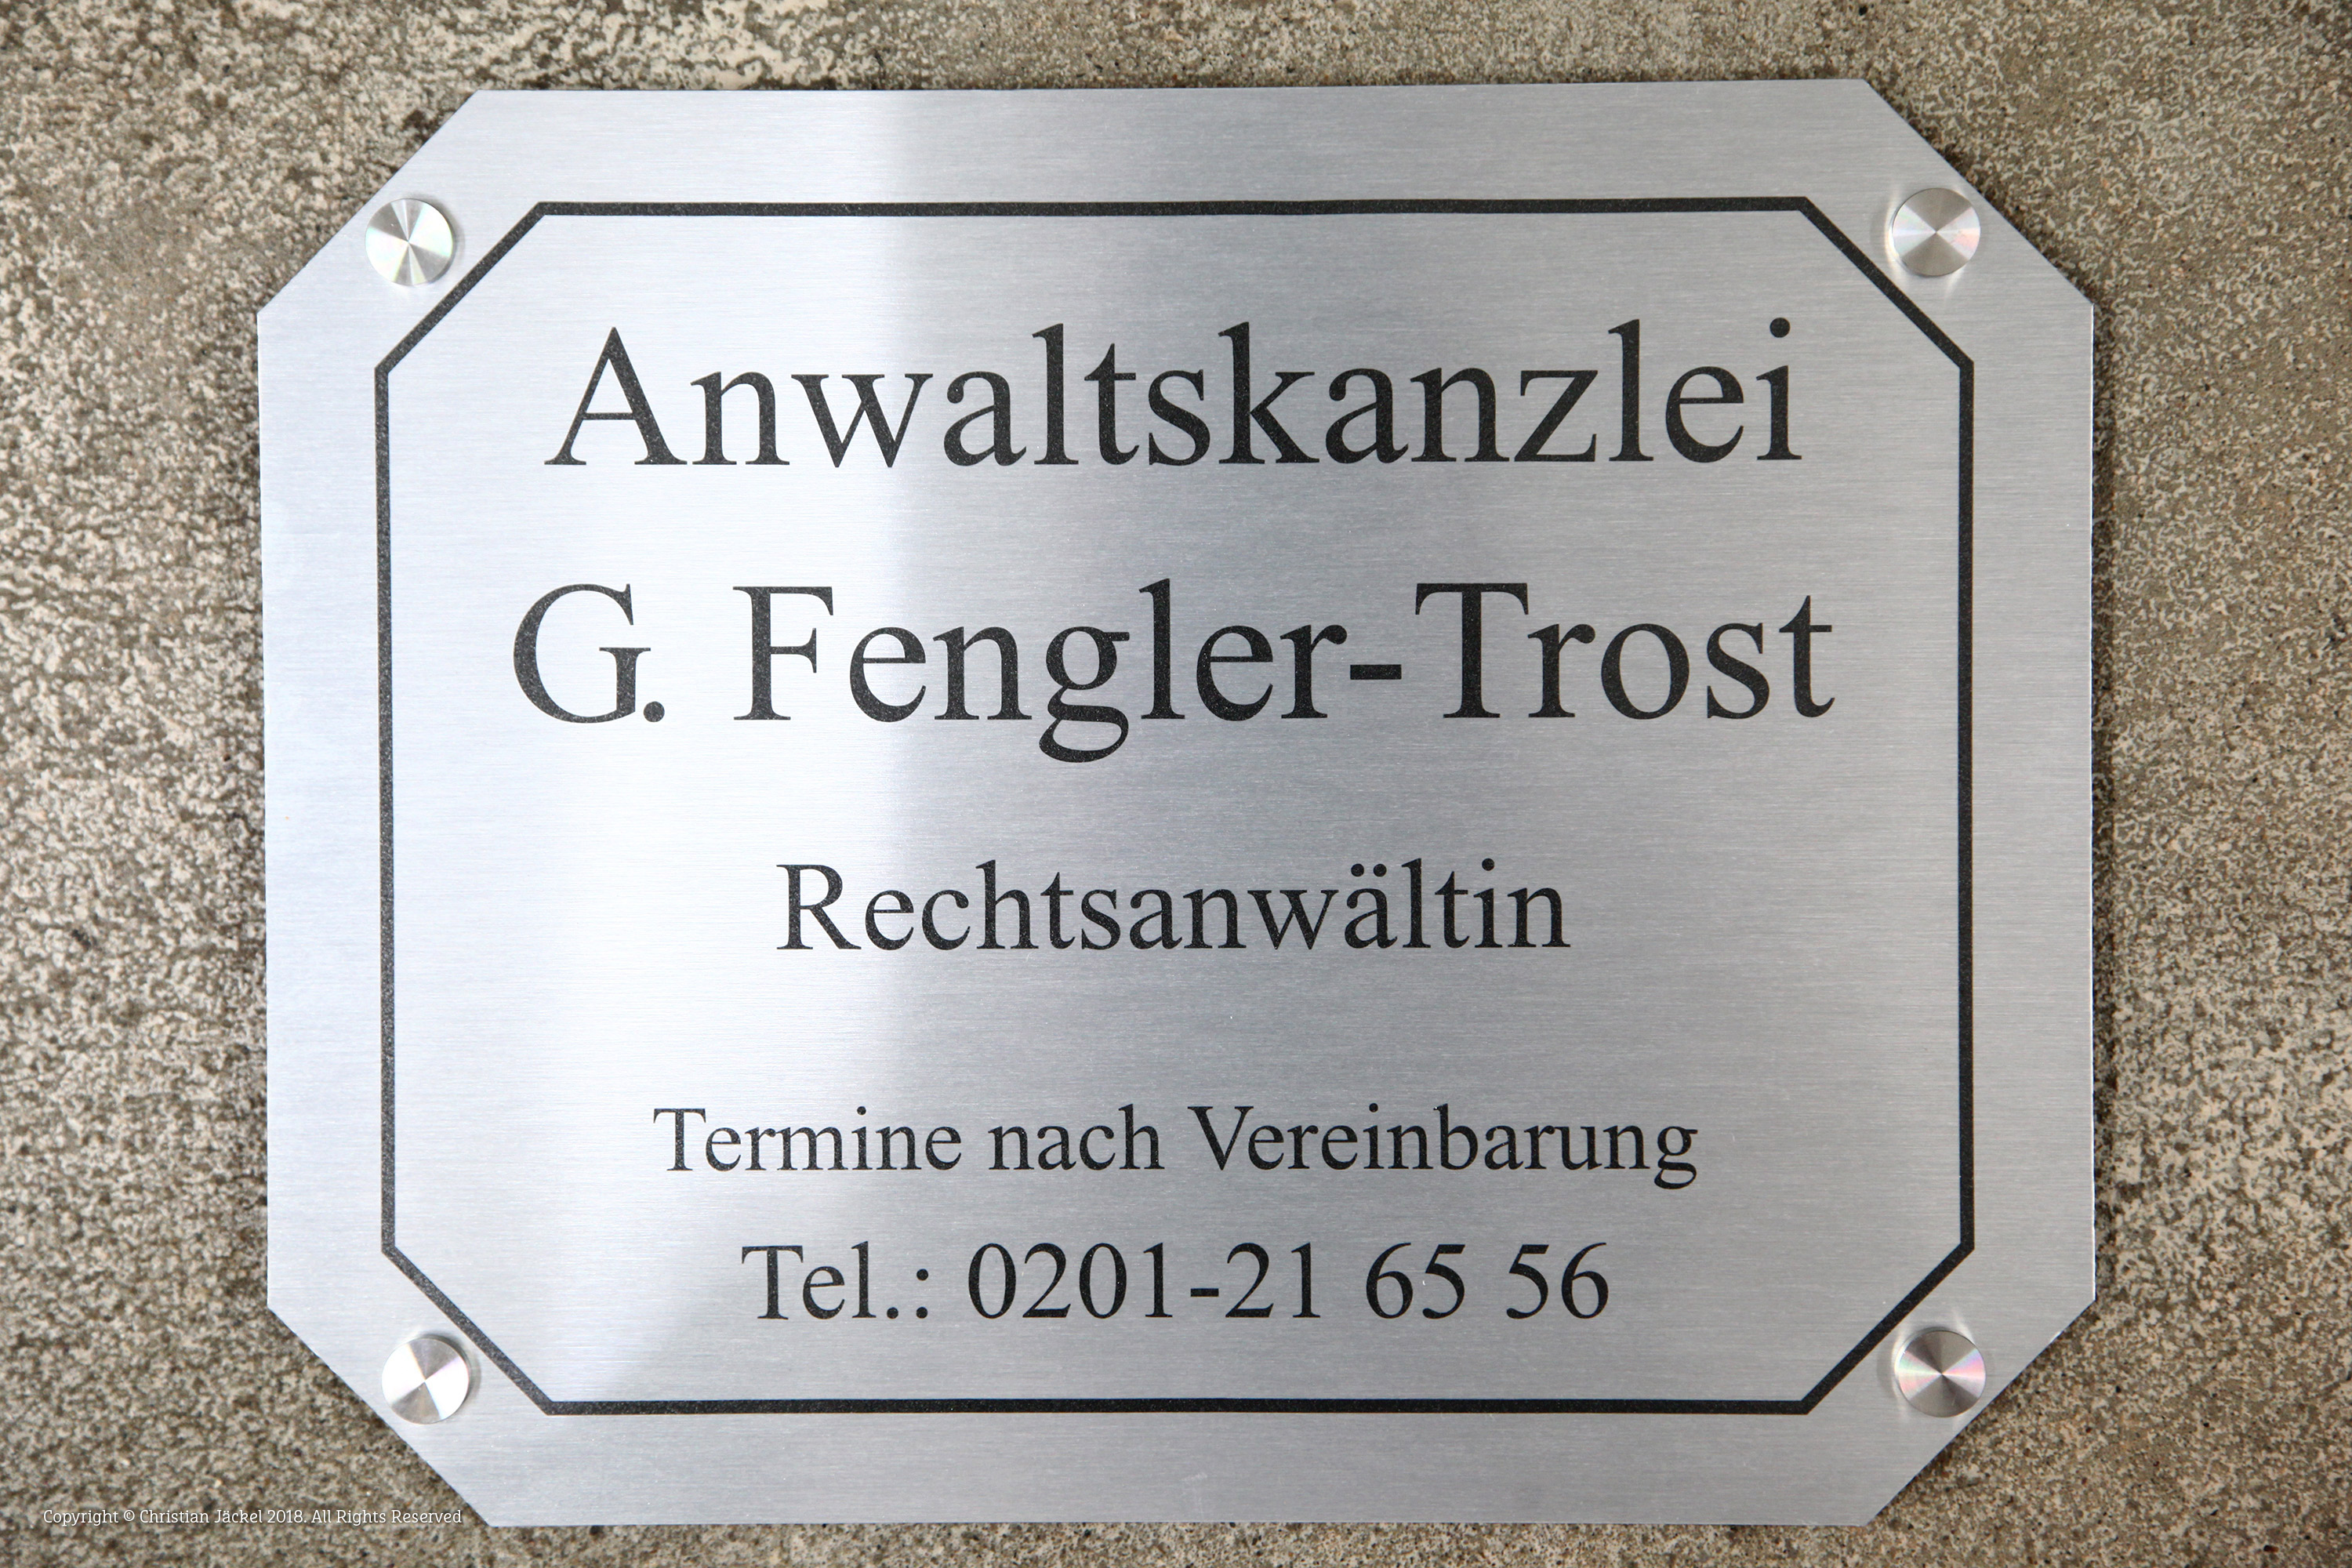 Anwaltskanzlei
G. Fengler-Trost
Rechtsanwältin
Termine nach Vereinbarung
Tel.: 0201-21 65 56
Copyright © Christian Jäckel 2018. All Rights Reserved